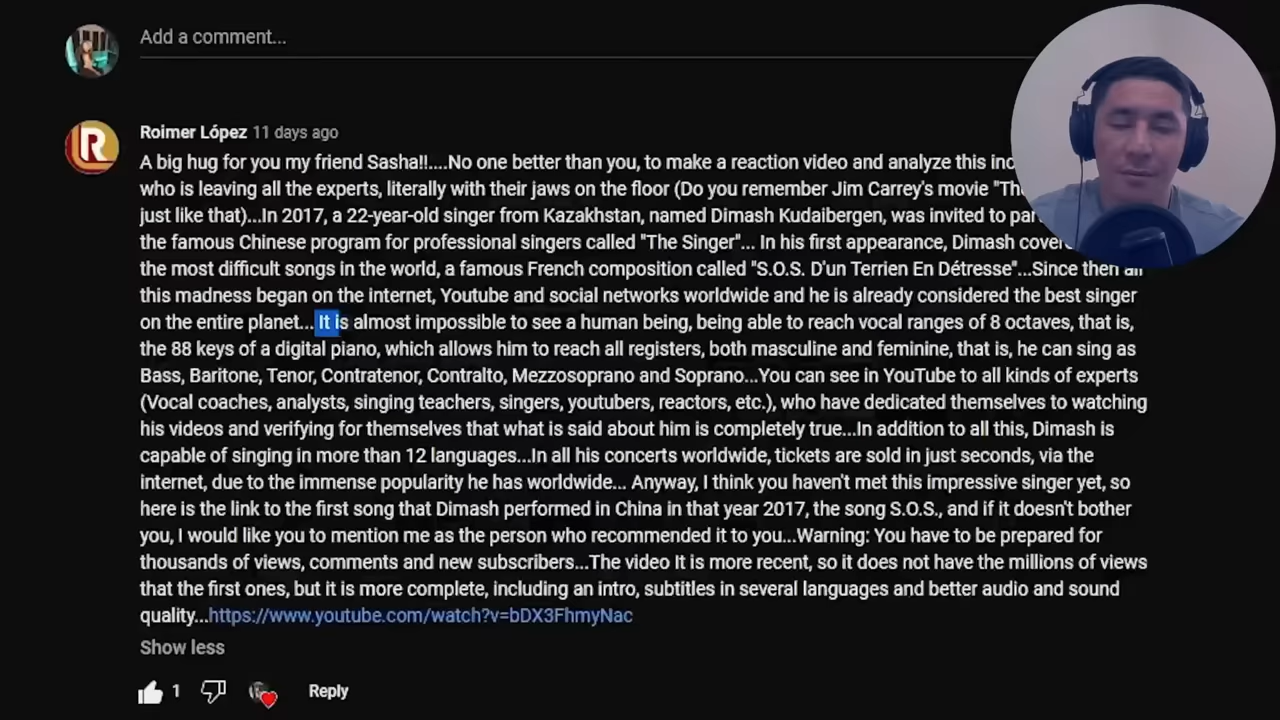 Add a comment...
Roimer López 11 days ago
A big hug for you my friend Sasha!!....No one better than you, to make a reaction video and analyze this
who is leaving all the experts, literally with their jaws on the floor (Do you remember Jim Carrey's movie
just like that)...In 2017, a 22-year-old singer from Kazakhstan, named Dimash Kudaibergen, was invited to
the famous Chinese program for professional singers called "The Singer"... In his first appearance, Dimash
the most difficult songs in the world, a famous French composition called "S.O.S. D'un Terrien En Détresse"...Since then all
this madness began on the internet, Youtube and social networks worldwide and he is already considered the best singer
on the entire planet... It is almost impossible to see a human being, being able to reach vocal ranges of 8 octaves, that is,
the 88 keys of a digital piano, which allows him to reach all registers, both masculine and feminine, that is, he can sing as
Bass, Baritone, Tenor, Contratenor, Contralto, Mezzosoprano and Soprano...You can see in YouTube to all kinds of experts
(Vocal coaches, analysts, singing teachers, singers, youtubers, reactors, etc.), who have dedicated themselves to watching
his videos and verifying for themselves that what is said about him is completely true...In addition to all this, Dimash is
capable of singing in more than 12 languages...In all his concerts worldwide, tickets are sold in just seconds, via the
internet, due to the immense popularity he has worldwide... Anyway, I think you haven't met this impressive singer yet, so
here is the link to the first song that Dimash performed in China in that year 2017, the song S.O.S., and if it doesn't bother
you, I would like you to mention me as the person who recommended it to you...Warning: You have to be prepared for
thousands of views, comments and new subscribers...The video It is more recent, so it does not have the millions of views
that the first ones, but it is more complete, including an intro, subtitles in several languages and better audio and sound
quality...https://www.youtube.com/watch?v=bDX3FhmyNac
Show less
1 Reply